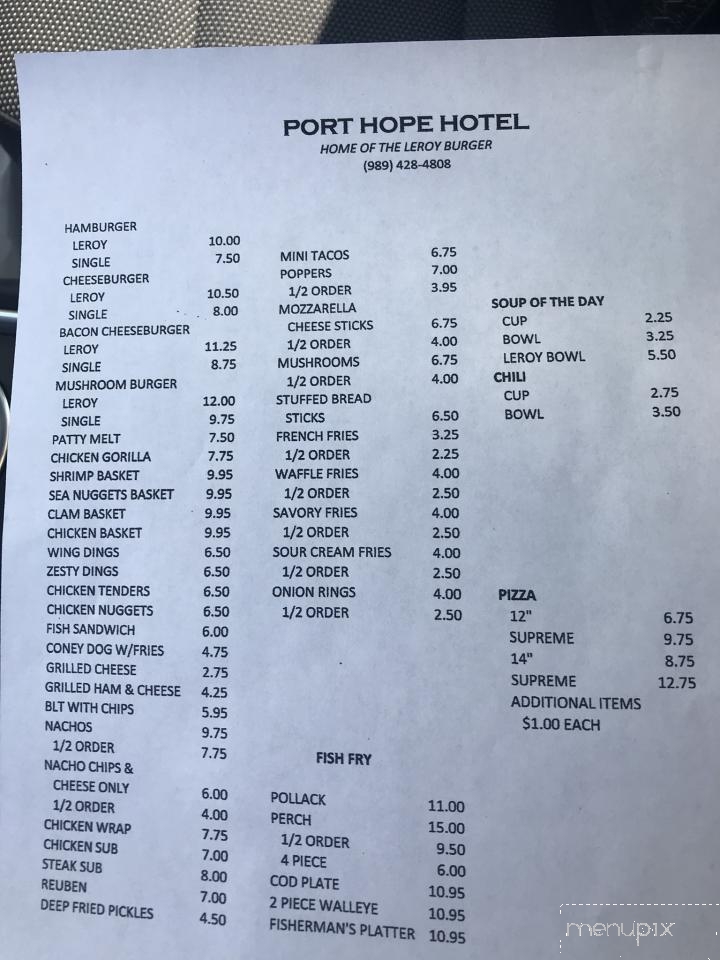 PORT HOPE HOTEL
HOME OF THE LEROY BURGER
(989) 428-4808
HAMBURGER
LEROY 10.00
SINGLE 7.50
CHEESEBURGER
LEROY 10.50
SINGLE 8.00
BACON CHEESEBURGER
LEROY 11.25
SINGLE 8.75
MUSHROOM BURGER
LEROY 12.00
SINGLE 9.75
PATTY MELT 7.50
CHICKEN GORILLA 7.75
SHRIMP BASKET 9.95
SEA NUGGETS BASKET 9.95
CLAM BASKET 9.95
CHICKEN BASKET 9.95
WING DINGS 6.50
ZESTY DINGS 6.50
CHICKEN TENDERS 6.50
CHICKEN NUGGETS 6.50
FISH SANDWICH 6.00
CONEY DOG W/FRIES 4.75
GRILLED CHEESE 2.75
GRILLED HAM & CHEESE 4.25
BLT WITH CHIPS 5.95
NACHOS 9.75
1/2 ORDER 7.75
NACHO CHIPS &
CHEESE ONLY 6.00
1/2 ORDER 4.00
CHICKEN WRAP 7.75
CHICKEN SUB 7.00
STEAK SUB 8.00
REUBEN 7.00
DEEP FRIED PICKLES 4.50
MINI TACOS 6.75
POPPERS 7.00
1/2 ORDER 3.95
MOZZARELLA
CHEESE STICKS 6.75
1/2 ORDER 4.00
MUSHROOMS 6.75
1/2 ORDER 4.00
STUFFED BREAD
STICKS 6.50
FRENCH FRIES 3.25
1/2 ORDER 2.25
WAFFLE FRIES 4.00
1/2 ORDER 2.50
SAVORY FRIES 4.00
1/2 ORDER 2.50
SOUR CREAM FRIES 4.00
1/2 ORDER 2.50
ONION RINGS 4.00
1/2 ORDER 2.50
FISH FRY
POLLACK 11.00
PERCH 15.00
1/2 ORDER 9.50
4 PIECE 6.00
COD PLATE 10.95
2 PIECE WALLEYE 10.95
FISHERMAN'S PLATTER 10.95
SOUP OF THE DAY
CUP 2.25
BOWL 3.25
LEROY BOWL 5.50
CHILI
CUP 2.75
BOWL 3.50
PIZZA
12" 6.75
SUPREME 9.75
14" 8.75
SUPREME 12.75
ADDITIONAL ITEMS
$1.00 EACH
menupix